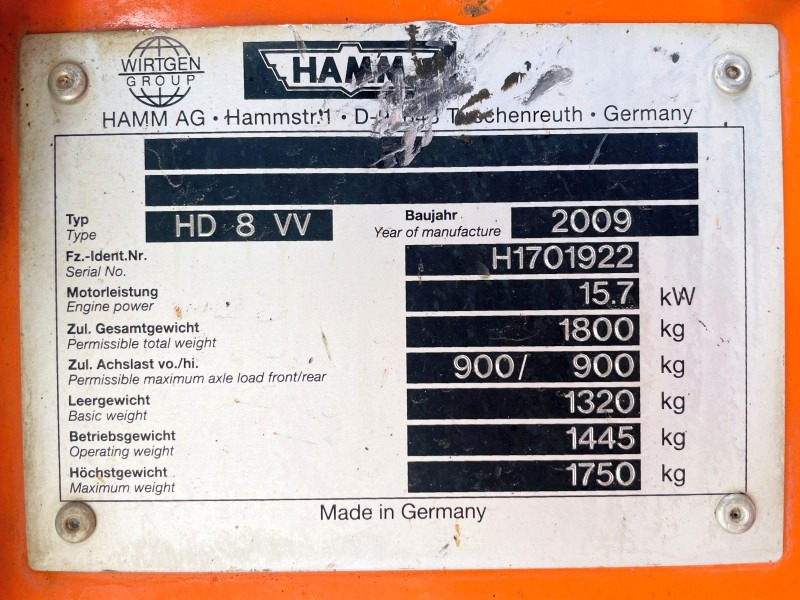 WIRTGEN
GROUP
HAMM
HAMM AG · Hammstr.1 · Germany
Typ
Type
HD 8 VV
Baujahr
Year of manufacture
2009
Fz.-Ident.Nr.
Serial No.
H1701922
Motorleistung
Engine power
15.7 kW
Zul. Gesamtgewicht
Permissible total weight
1800 kg
Zul. Achslast vo./hi.
Permissible maximum axle load front/rear
900/ 900 kg
Leergewicht
Basic weight
1320 kg
Betriebsgewicht
Operating weight
1445 kg
Höchstgewicht
Maximum weight
1750 kg
Made in Germany